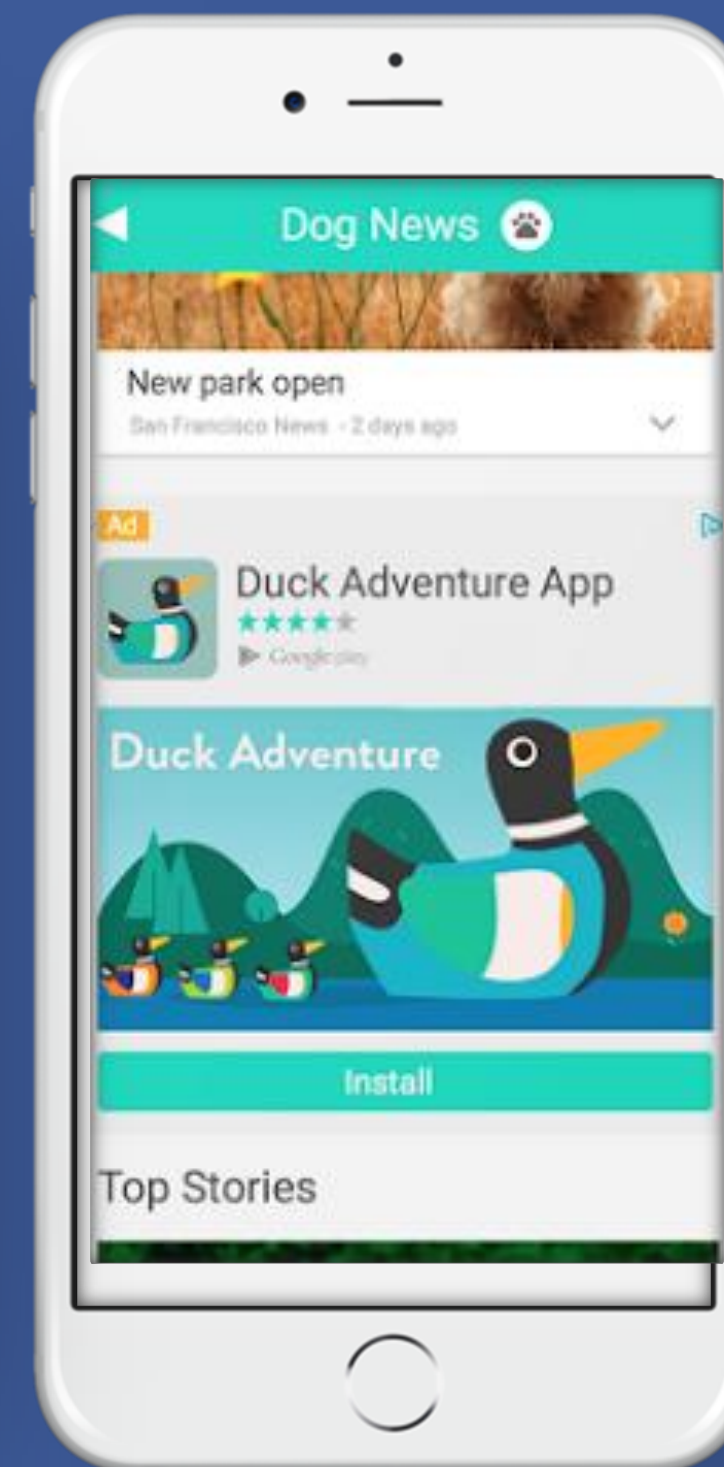 Dog News
New park open
San Francisco News - 2 days ago
Ad
Duck Adventure App
Google play
Duck Adventure
Install
Top Stories